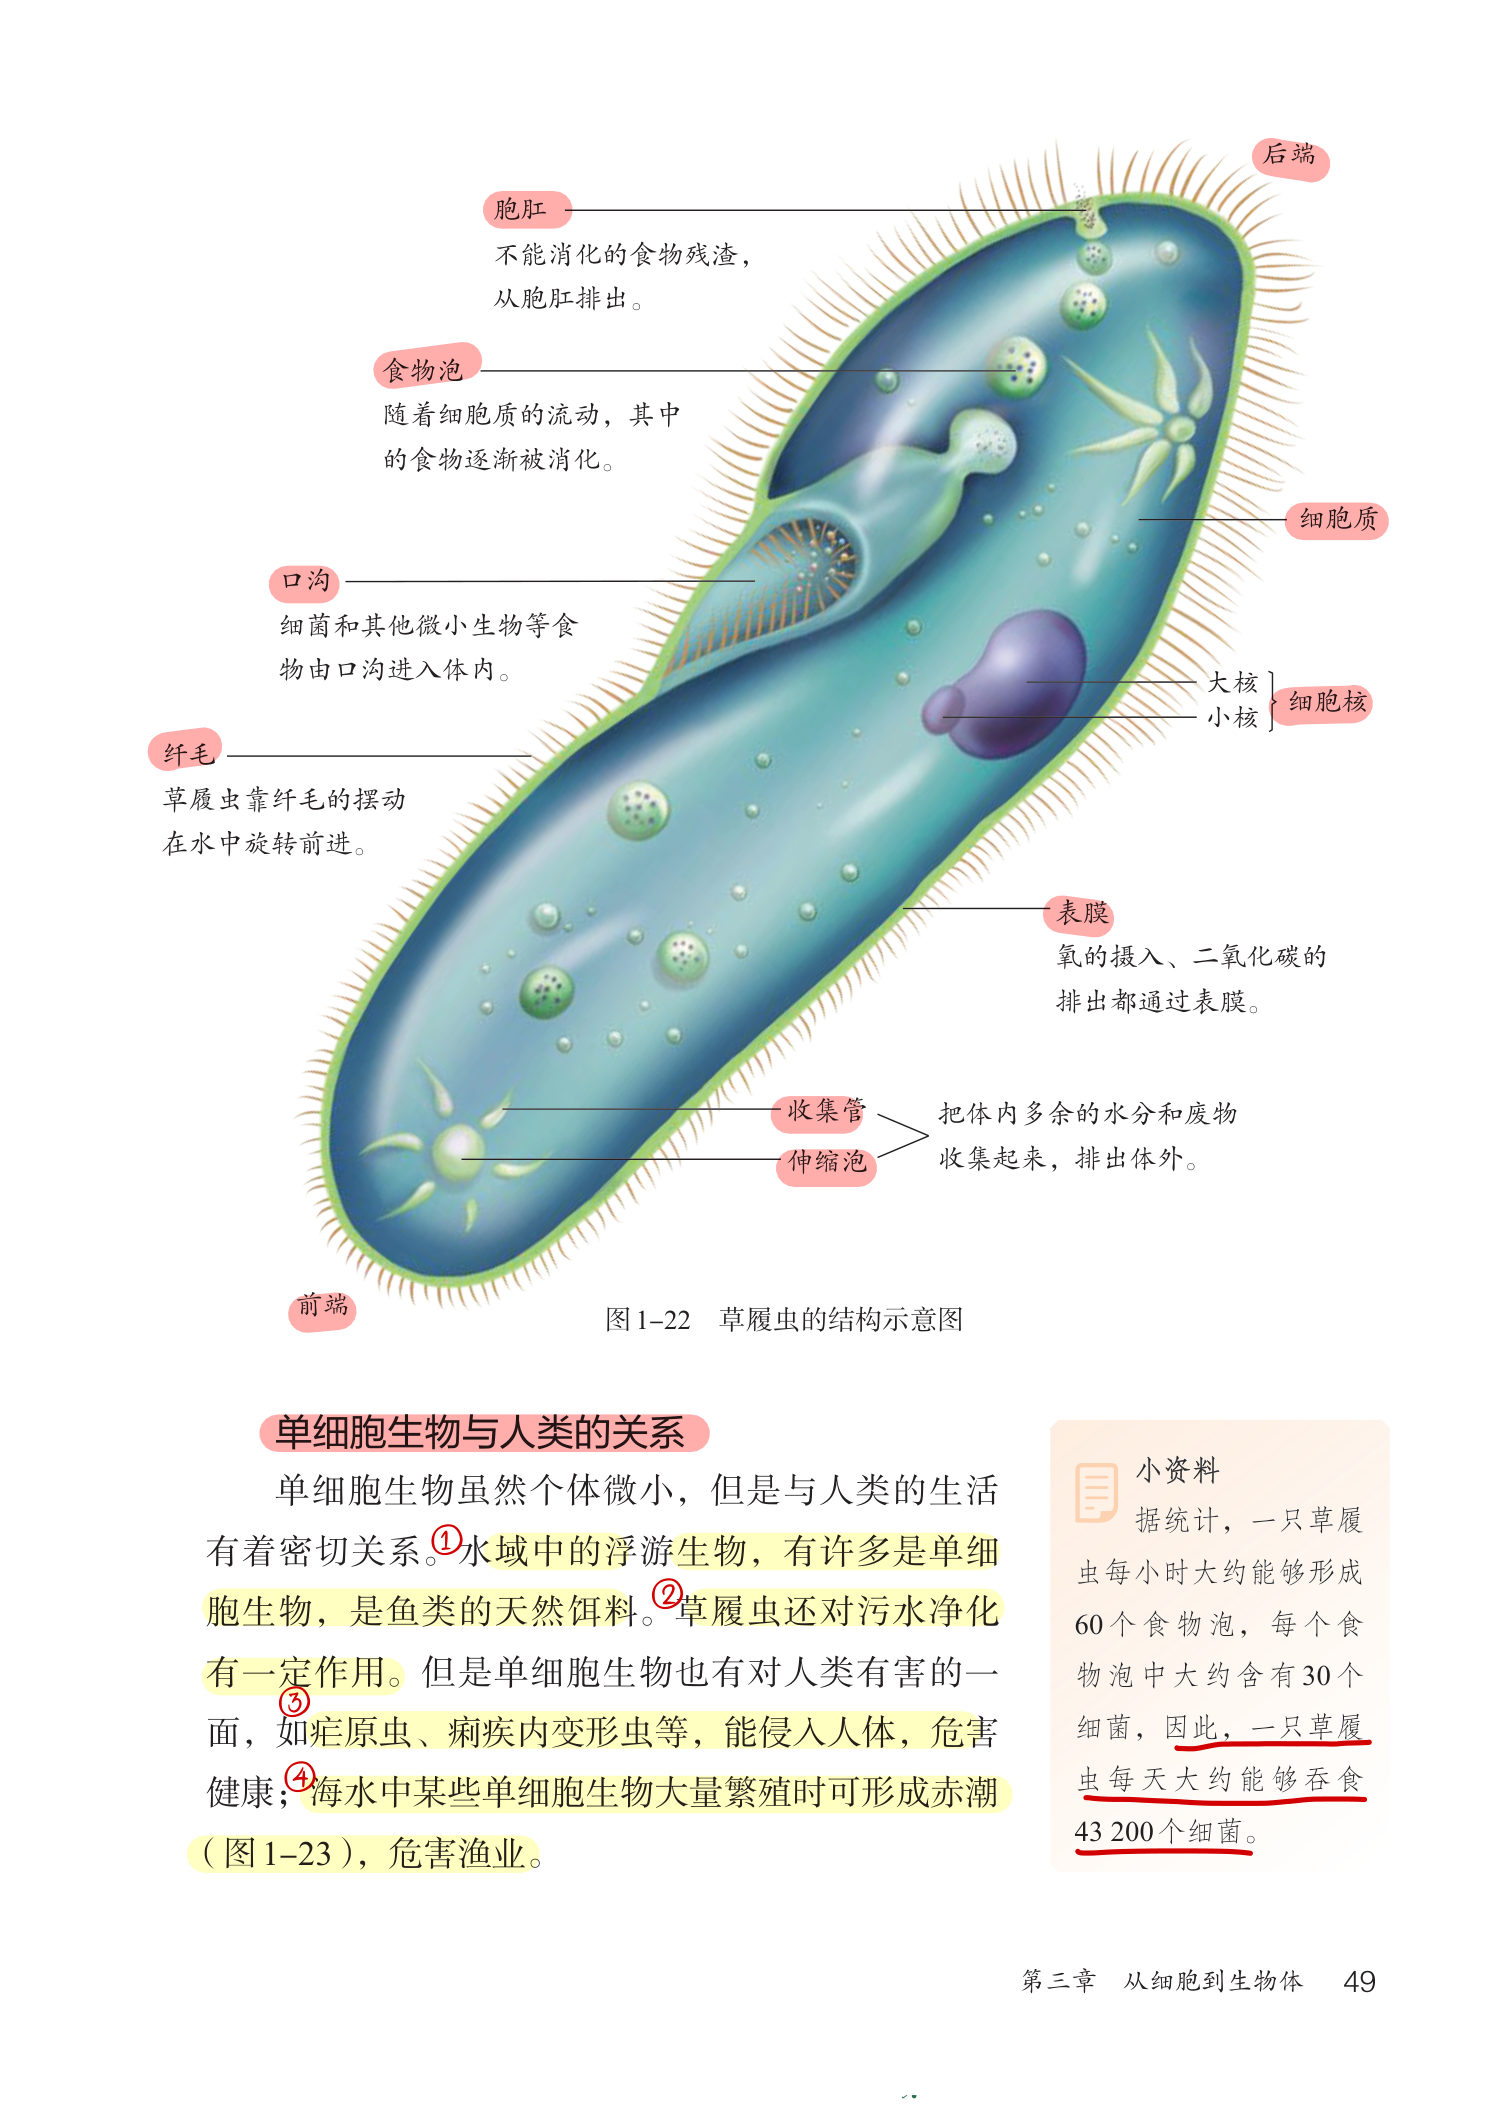 后端
胞肛
不能消化的食物残渣，
从胞肛排出。
食物泡
随着细胞质的流动，其中
的食物逐渐被消化。
细胞质
口沟
细菌和其他微小生物等食
物由口沟进入体内。
大核
小核
细胞核
纤毛
草履虫靠纤毛的摆动
在水中旋转前进。
表膜
氧的摄入、二氧化碳的
排出都通过表膜。
收集管
伸缩泡
把体内多余的水分和废物
收集起来，排出体外。
前端
图1-22 草履虫的结构示意图
单细胞生物与人类的关系
单细胞生物虽然个体微小，但是与人类的生活
有着密切关系。①水域中的浮游生物，有许多是单细
胞生物，是鱼类的天然饵料。②草履虫还对污水净化
有一定作用。但是单细胞生物也有对人类有害的一
面，③如疟原虫、痢疾内变形虫等，能侵入人体，危害
健康；④海水中某些单细胞生物大量繁殖时可形成赤潮
（图1-23），危害渔业。
小资料
据统计，一只草履
虫每小时大约能够形成
60个食物泡，每个食
物泡中大约含有30个
细菌，因此，一只草履
虫每天大约能够吞食
43 200个细菌。
第三章 从细胞到生物体 49